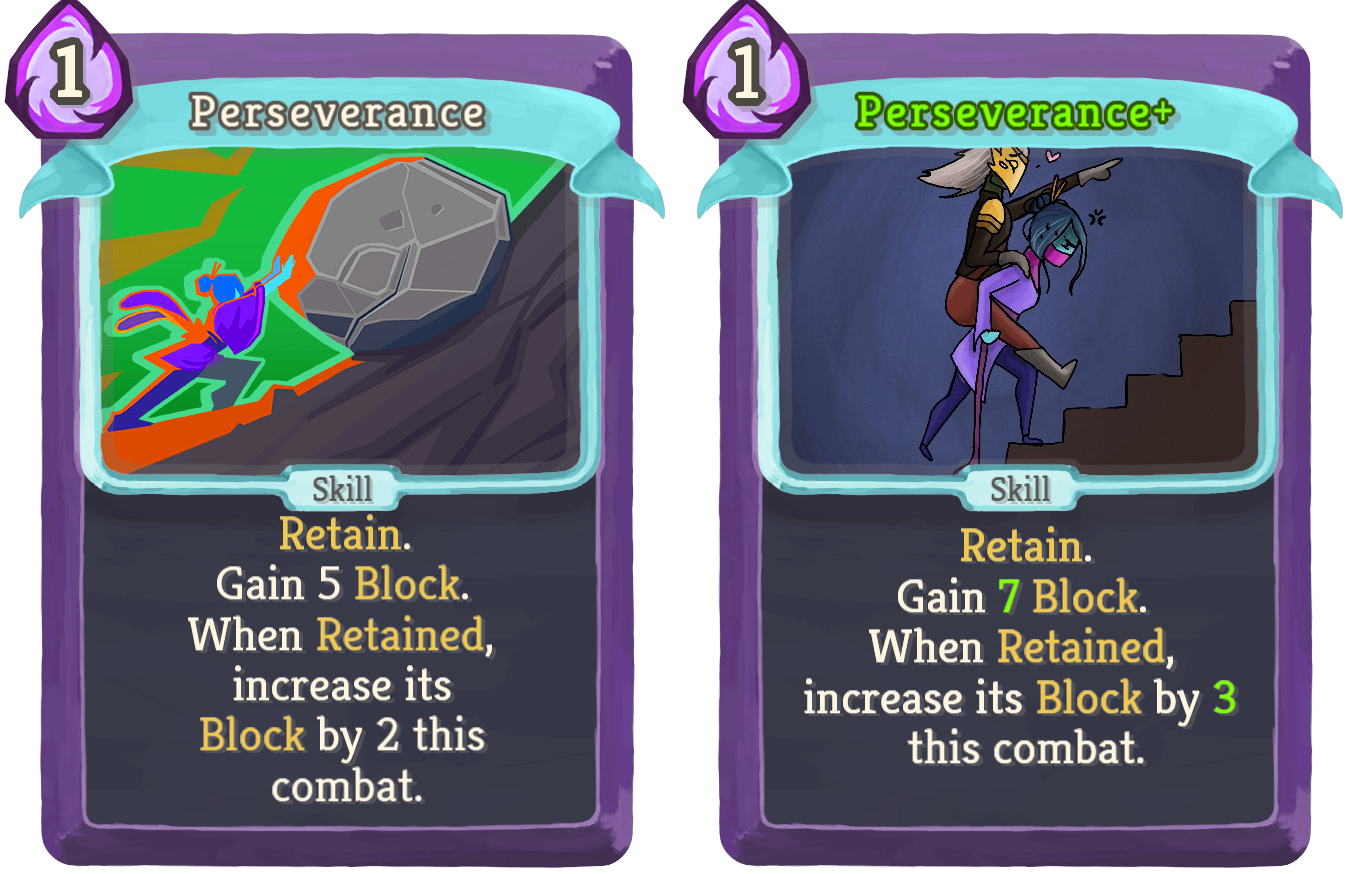 1
Perseverance
Skill
Retain.
Gain 5 Block.
When Retained,
increase its
Block by 2 this
combat.
1
Perseverance+
Skill
Retain.
Gain 7 Block.
When Retained,
increase its Block by 3
this combat.